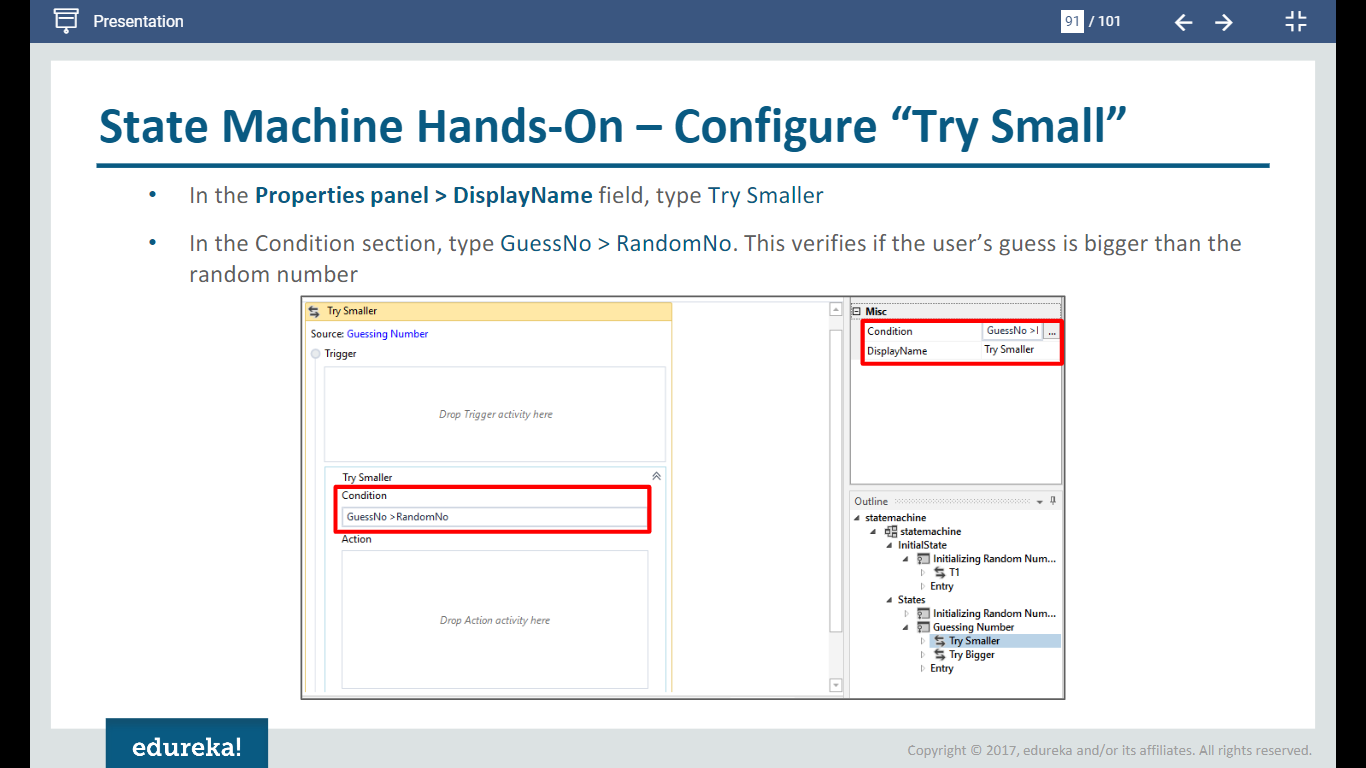 Presentation
91 / 101
State Machine Hands-On – Configure “Try Small”
• In the Properties panel > DisplayName field, type Try Smaller
• In the Condition section, type GuessNo > RandomNo. This verifies if the user’s guess is bigger than the
random number
Try Smaller
Source: Guessing Number
Trigger
Drop Trigger activity here
Try Smaller
Condition
GuessNo >RandomNo
Action
Drop Action activity here
Misc
Condition GuessNo >I ...
DisplayName Try Smaller
Outline
statemachine
statemachine
InitialState
Initializing Random Num...
T1
Entry
States
Initializing Random Num...
Guessing Number
Try Smaller
Try Bigger
Entry
edureka!
Copyright © 2017, edureka and/or its affiliates. All rights reserved.